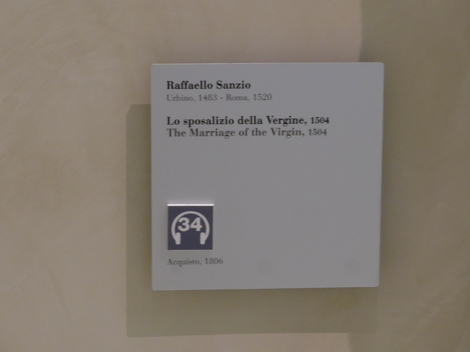 Raffaello Sanzio
Urbino, 1483 - Roma, 1520
Lo sposalizio della Vergine, 1504
The Marriage of the Virgin, 1504
34
Acquisto, 1806